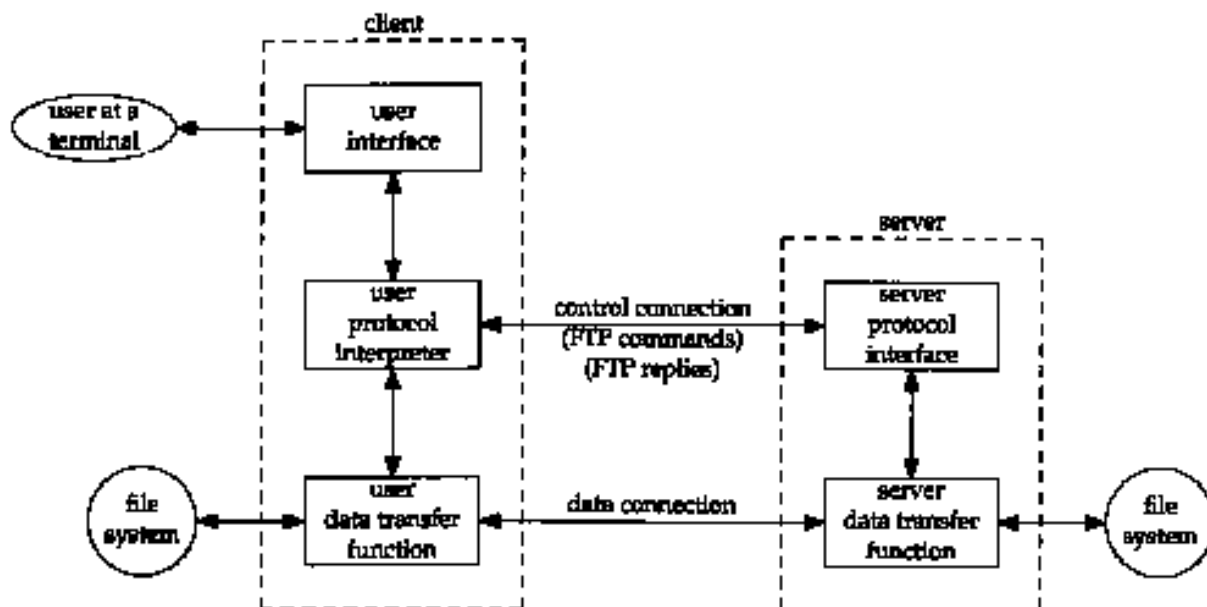 client
user at a
terminal
user
interface
server
user
protocol
interpreter
control connection
(FTP commands)
(FTP replies)
server
protocol
interface
file
system
user
data transfer
function
data connection
server
data transfer
function
file
system